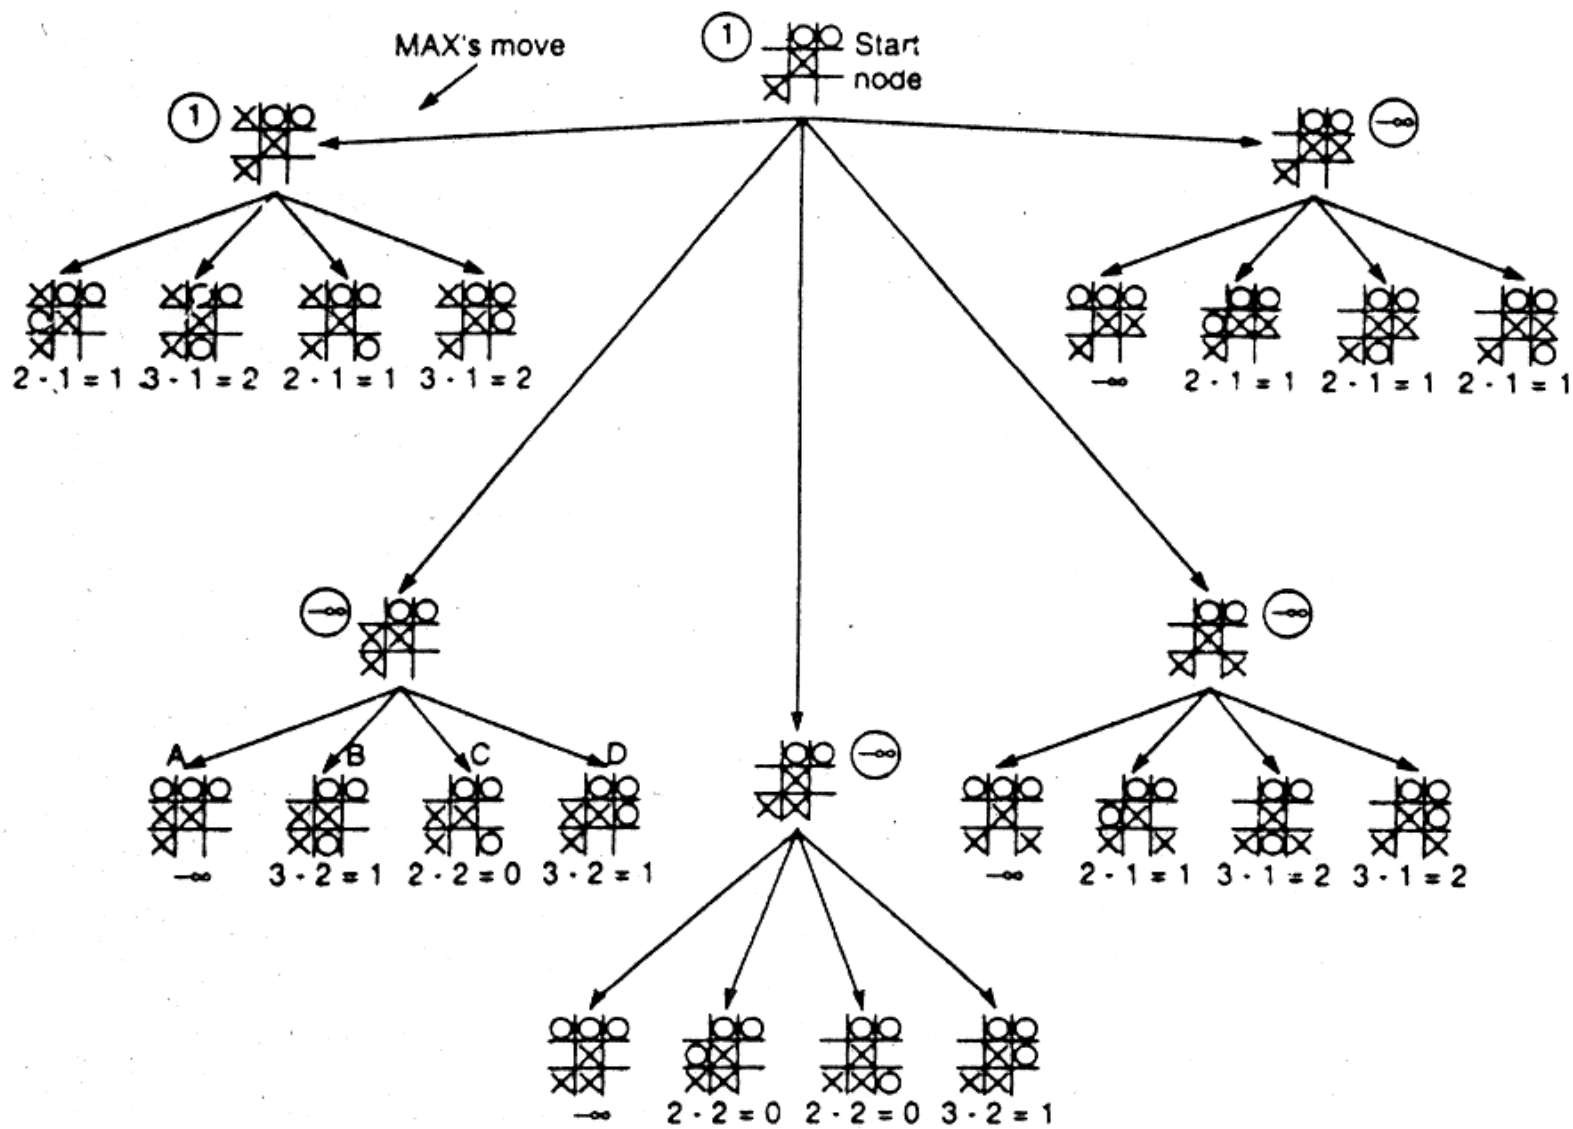 MAX's move
1
Start
node
1
-∞
2 · 1 = 1
3 · 1 = 2
2 · 1 = 1
3 · 1 = 2
-∞
2 · 1 = 1
2 · 1 = 1
2 · 1 = 1
-∞
-∞
A
B
C
D
-∞
-∞
3 · 2 = 1
2 · 2 = 0
3 · 2 = 1
-∞
2 · 1 = 1
3 · 1 = 2
3 · 1 = 2
-∞
2 · 2 = 0
2 · 2 = 0
3 · 2 = 1